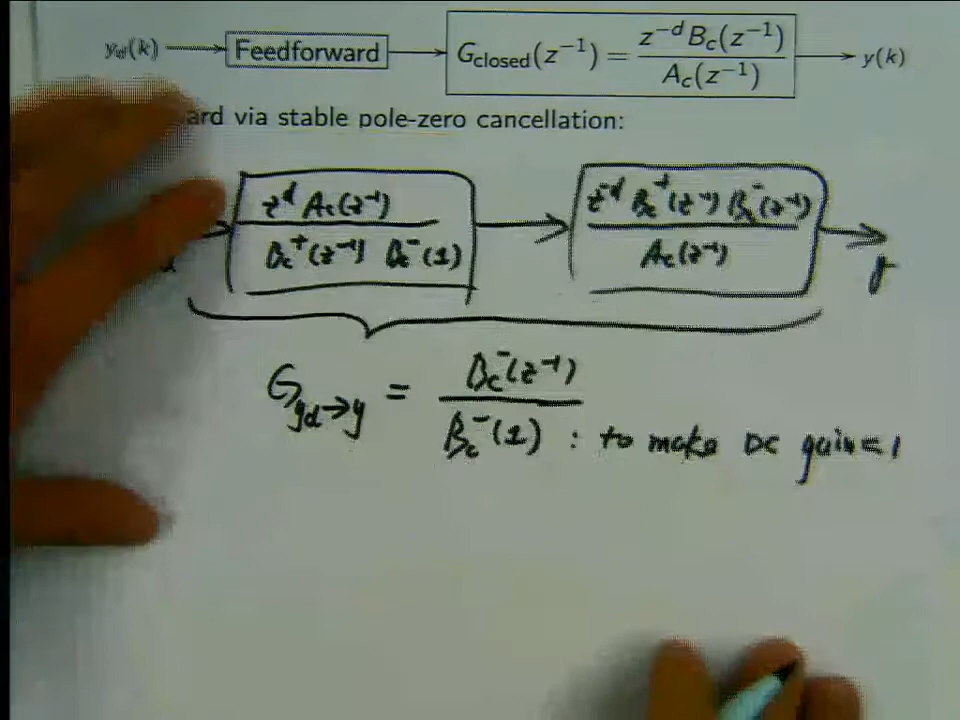 y_d(k) Feedforward G_closed(z^{-1}) = z^{-d} B_c(z^{-1}) / A_c(z^{-1}) y(k)
ard via stable pole-zero cancellation:
z^d A_c(z^{-1}) / B_c^+(z^{-1}) B_c^-(1)
z^{-d} B_c^+(z^{-1}) B_c^-(z^{-1}) / A_c(z^{-1})
y
G_{yd→y} = B_c^-(z^{-1}) / B_c^-(1) : to make DC gain = 1